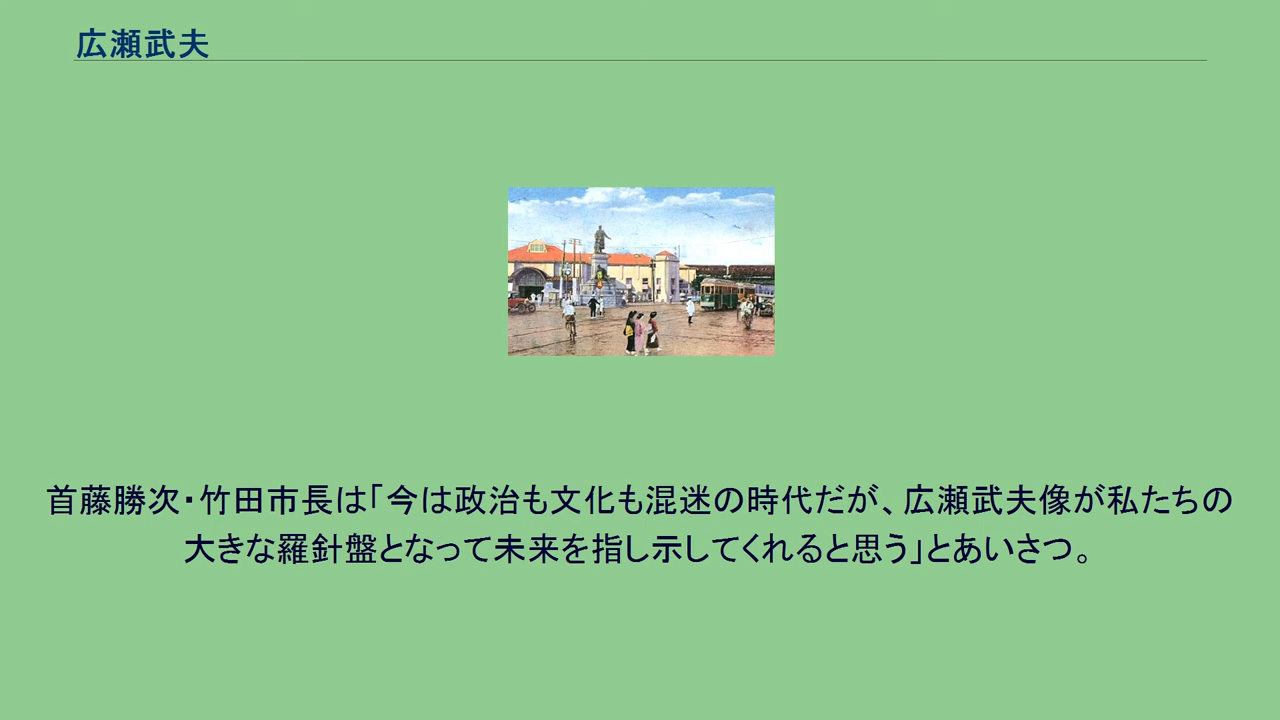 広瀬武夫
首藤勝次・竹田市長は「今は政治も文化も混迷の時代だが、広瀬武夫像が私たちの
大きな羅針盤となって未来を指し示してくれると思う」とあいさつ。